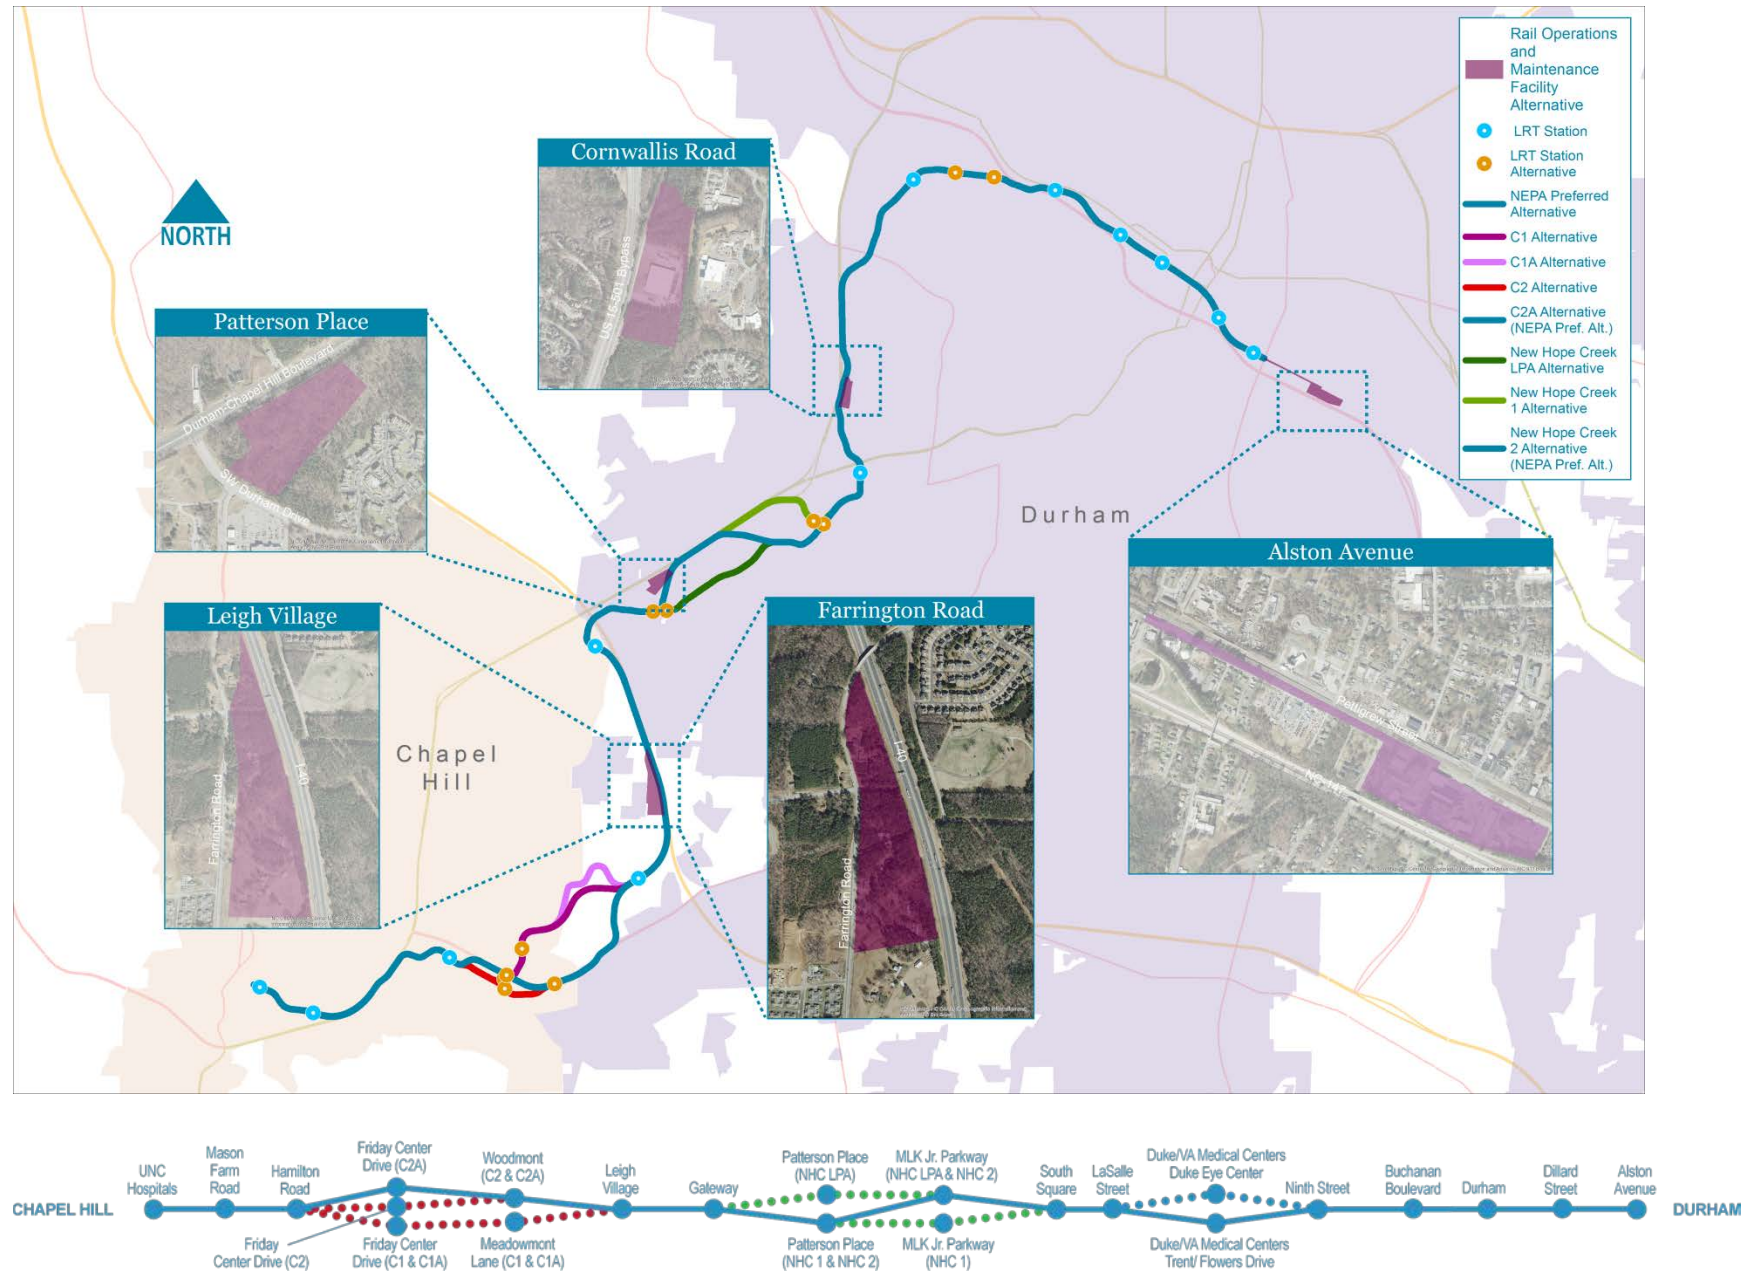 Rail Operations
and
Maintenance
Facility
Alternative
LRT Station
LRT Station
Alternative
NEPA Preferred
Alternative
C1 Alternative
C1A Alternative
C2 Alternative
C2A Alternative
(NEPA Pref. Alt.)
New Hope Creek
LPA Alternative
New Hope Creek
1 Alternative
New Hope Creek
2 Alternative
(NEPA Pref. Alt.)
NORTH
Cornwallis Road
US-15-501 Bypass
Patterson Place
Durham-Chapel Hill Boulevard
SW Durham Drive
Durham
Alston Avenue
Pettigrew Street
NC 147
Leigh Village
Farrington Road
I-40
Farrington Road
I-40
Farrington Road
Chapel
Hill
CHAPEL HILL
UNC
Hospitals
Mason
Farm
Road
Hamilton
Road
Friday Center
Drive (C2A)
Woodmont
(C2 & C2A)
Leigh
Village
Gateway
Patterson Place
(NHC LPA)
MLK Jr. Parkway
(NHC LPA & NHC 2)
South
Square
LaSalle
Street
Duke/VA Medical Centers
Duke Eye Center
Ninth Street
Buchanan
Boulevard
Durham
Dillard
Street
Alston
Avenue
DURHAM
Friday
Center Drive (C2)
Friday Center
Drive (C1 & C1A)
Meadowmont
Lane (C1 & C1A)
Patterson Place
(NHC 1 & NHC 2)
MLK Jr. Parkway
(NHC 1)
Duke/VA Medical Centers
Trent/ Flowers Drive